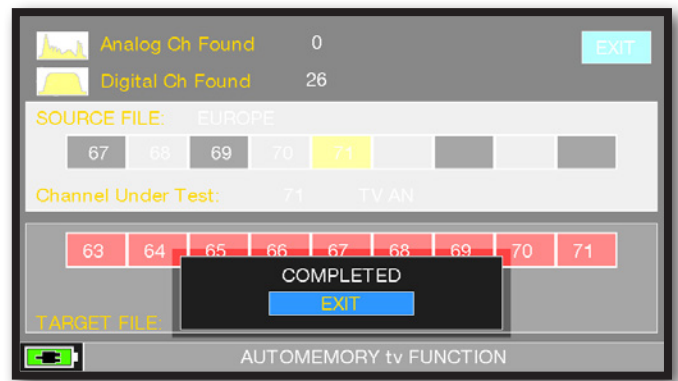 Analog Ch Found 0
EXIT
Digital Ch Found 26
SOURCE FILE: EUROPE
67 68 69 70 71
Channel Under Test: 71 TV AN
63 64 65 66 67 68 69 70 71
COMPLETED
EXIT
TARGET FILE:
AUTOMEMORY tv FUNCTION